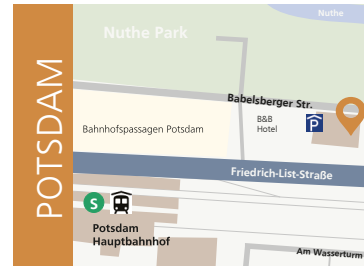 POTSDAM
Nuthe
Nuthe Park
Babelsberger Str.
B&B
Hotel
P
Bahnhofspassagen Potsdam
Friedrich-List-Straße
S
Potsdam
Hauptbahnhof
Am Wasserturm